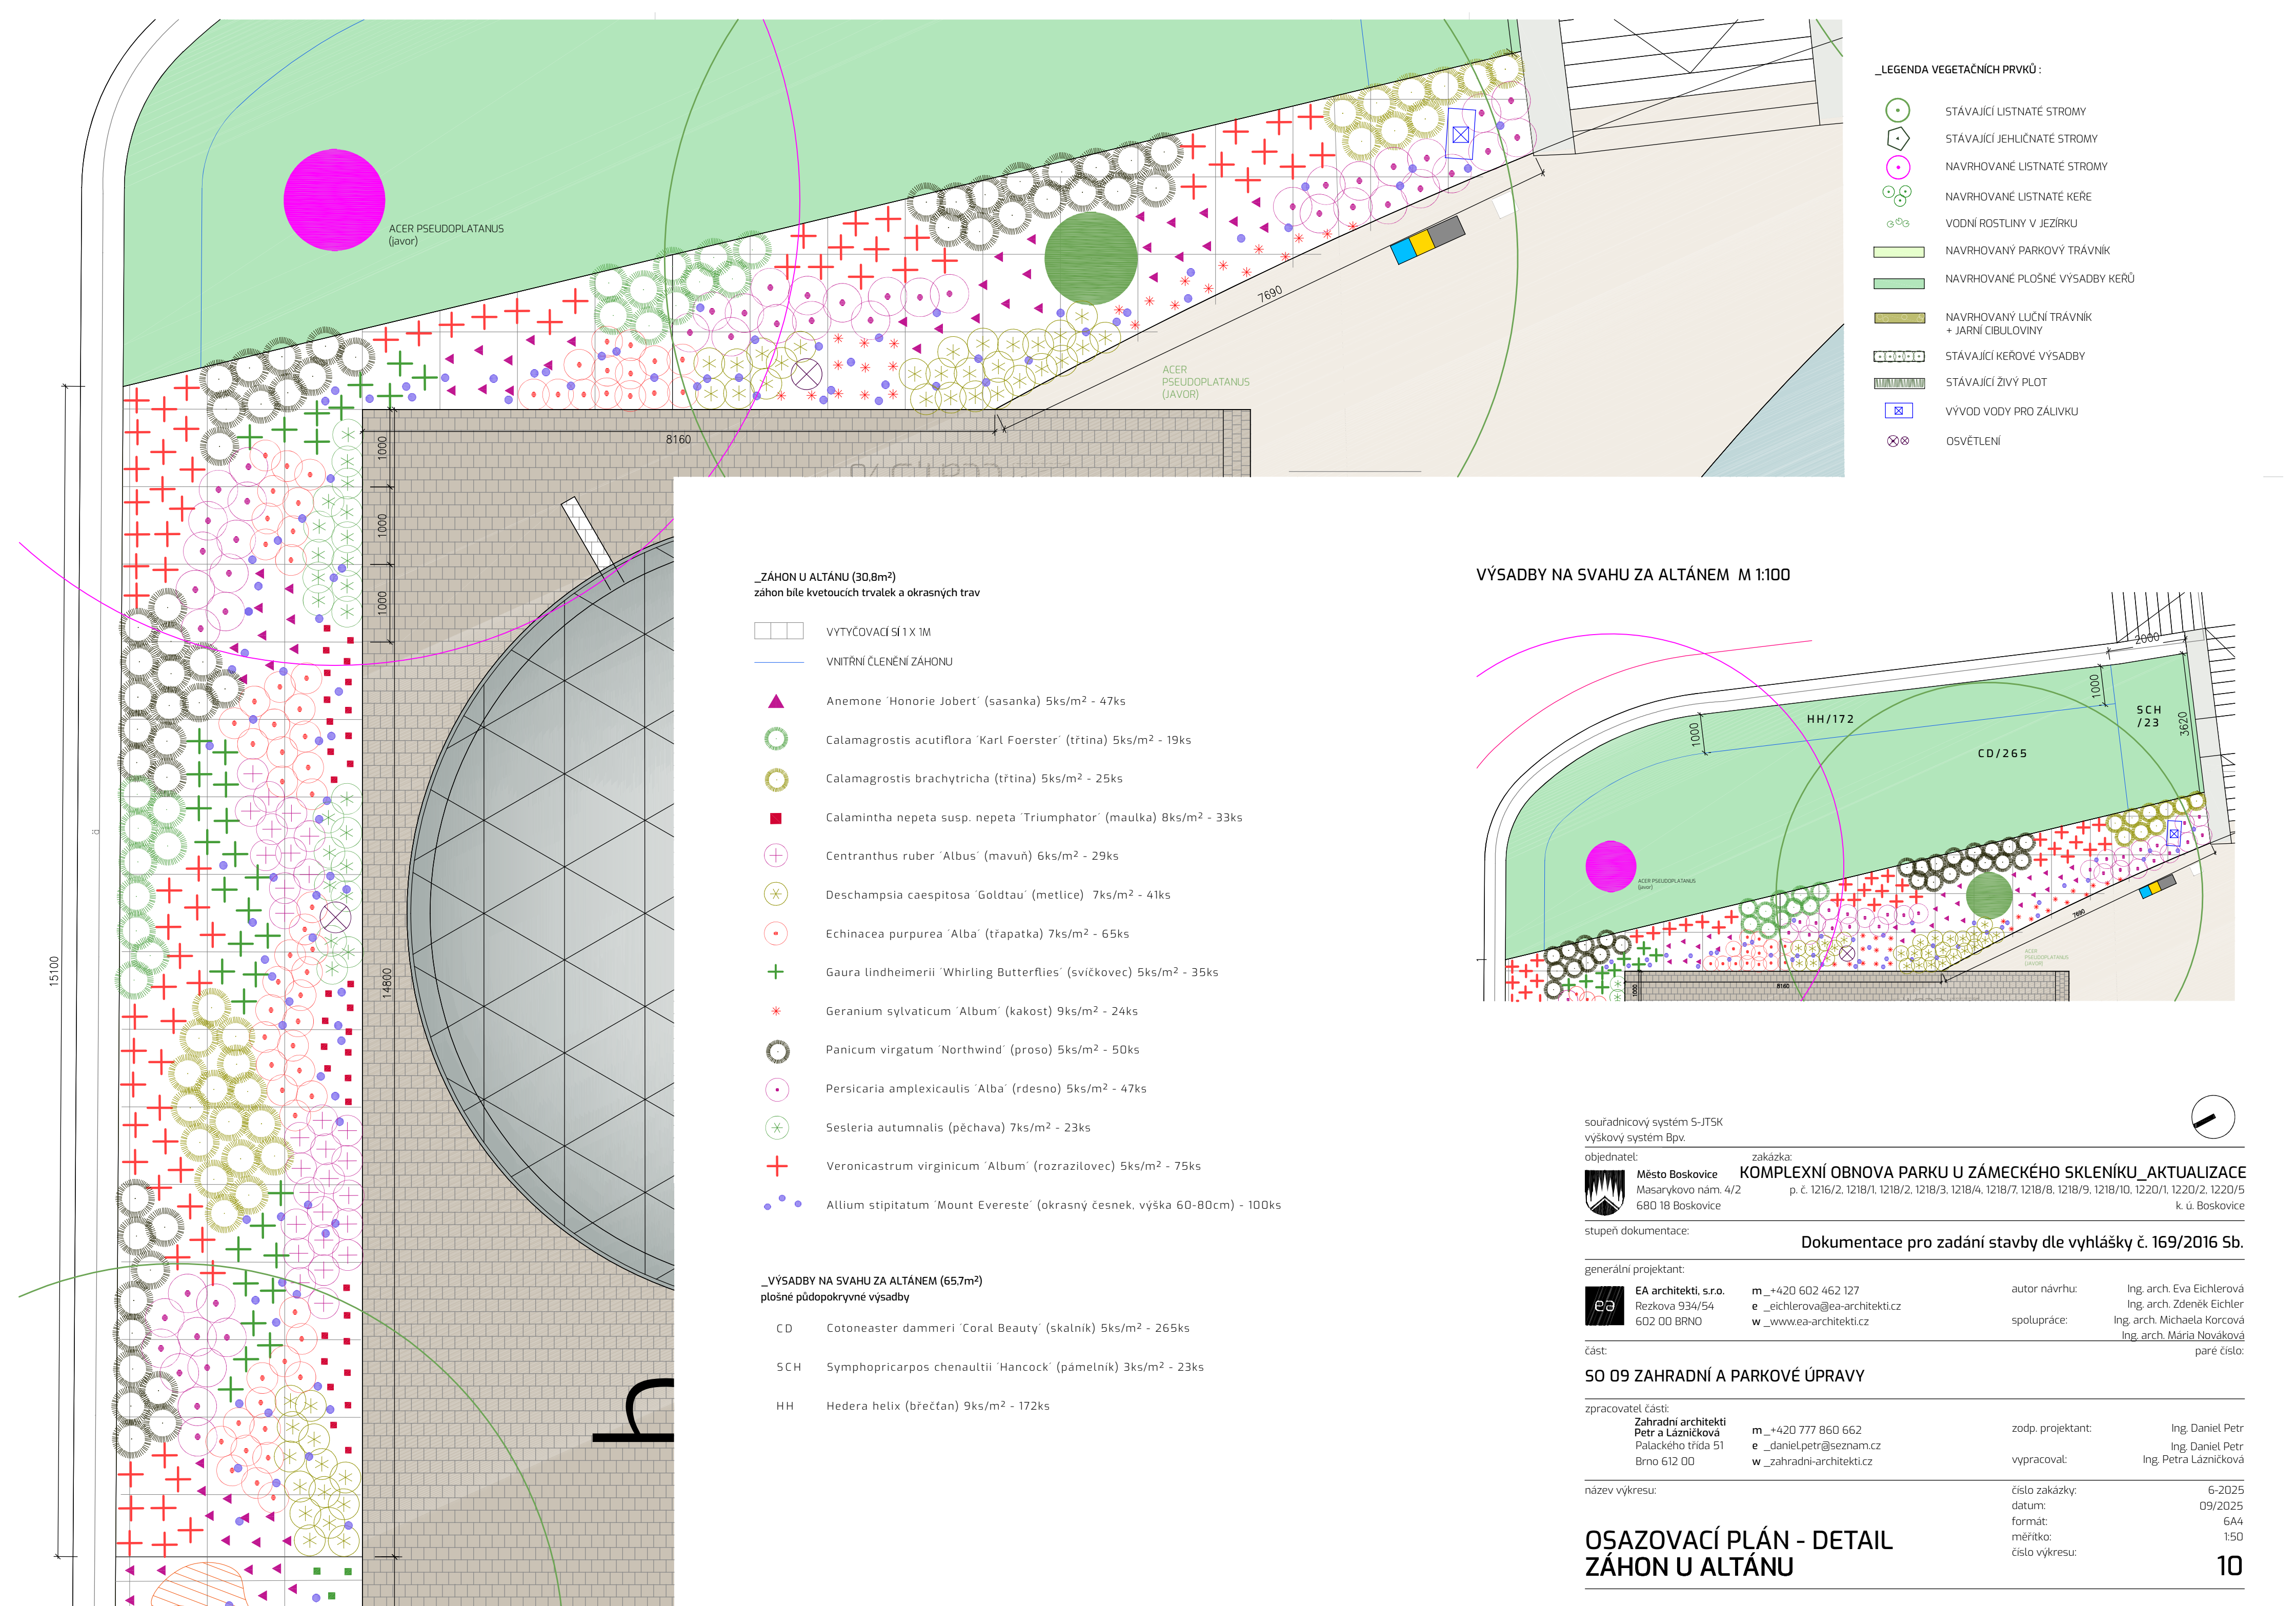 ACER PSEUDOPLATANUS
(javor)
ACER
PSEUDOPLATANUS
(JAVOR)
7690
8160
1000
1000
1000
15100
14800
h
_LEGENDA VEGETAČNÍCH PRVKŮ :
STÁVAJÍCÍ LISTNATÉ STROMY
STÁVAJÍCÍ JEHLIČNATÉ STROMY
NAVRHOVANÉ LISTNATÉ STROMY
NAVRHOVANÉ LISTNATÉ KEŘE
VODNÍ ROSTLINY V JEZÍRKU
NAVRHOVANÝ PARKOVÝ TRÁVNÍK
NAVRHOVANÉ PLOŠNÉ VÝSADBY KEŘŮ
NAVRHOVANÝ LUČNÍ TRÁVNÍK
+ JARNÍ CIBULOVINY
STÁVAJÍCÍ KEŘOVÉ VÝSADBY
STÁVAJÍCÍ ŽIVÝ PLOT
VÝVOD VODY PRO ZÁLIVKU
OSVĚTLENÍ
_ZÁHON U ALTÁNU (30,8m²)
záhon bíle kvetoucích trvalek a okrasných trav
VYTYČOVACÍ SÍ 1 X 1M
VNITŘNÍ ČLENĚNÍ ZÁHONU
Anemone ´Honorie Jobert´ (sasanka) 5ks/m² - 47ks
Calamagrostis acutiflora ´Karl Foerster´ (třtina) 5ks/m² - 19ks
Calamagrostis brachytricha (třtina) 5ks/m² - 25ks
Calamintha nepeta susp. nepeta ´Triumphator´ (maulka) 8ks/m² - 33ks
Centranthus ruber ´Albus´ (mavuň) 6ks/m² - 29ks
Deschampsia caespitosa ´Goldtau´ (metlice) 7ks/m² - 41ks
Echinacea purpurea ´Alba´ (třapatka) 7ks/m² - 65ks
Gaura lindheimerii ´Whirling Butterflies´ (svíčkovec) 5ks/m² - 35ks
Geranium sylvaticum ´Album´ (kakost) 9ks/m² - 24ks
Panicum virgatum ´Northwind´ (proso) 5ks/m² - 50ks
Persicaria amplexicaulis ´Alba´ (rdesno) 5ks/m² - 47ks
Sesleria autumnalis (pěchava) 7ks/m² - 23ks
Veronicastrum virginicum ´Album´ (rozrazilovec) 5ks/m² - 75ks
Allium stipitatum ´Mount Evereste´ (okrasný česnek, výška 60-80cm) - 100ks
_VÝSADBY NA SVAHU ZA ALTÁNEM (65,7m²)
plošné půdopokryvné výsadby
CD Cotoneaster dammeri ´Coral Beauty´ (skalník) 5ks/m² - 265ks
SCH Symphopricarpos chenaultii ´Hancock´ (pámelník) 3ks/m² - 23ks
HH Hedera helix (břečťan) 9ks/m² - 172ks
VÝSADBY NA SVAHU ZA ALTÁNEM M 1:100
2000
1000
1000
3620
HH/172
SCH
/23
CD/265
ACER PSEUDOPLATANUS
(javor)
ACER
PSEUDOPLATANUS
(JAVOR)
7690
8160
1000
souřadnicový systém S-JTSK
výškový systém Bpv.
objednatel:
zakázka:
Město Boskovice
Masarykovo nám. 4/2
680 18 Boskovice
KOMPLEXNÍ OBNOVA PARKU U ZÁMECKÉHO SKLENÍKU_AKTUALIZACE
p. č. 1216/2, 1218/1, 1218/2, 1218/3, 1218/4, 1218/7, 1218/8, 1218/9, 1218/10, 1220/1, 1220/2, 1220/5
k. ú. Boskovice
stupeň dokumentace:
Dokumentace pro zadání stavby dle vyhlášky č. 169/2016 Sb.
generální projektant:
ea
EA architekti, s.r.o.
Rezkova 934/54
602 00 BRNO
m _+420 602 462 127
e _eichlerova@ea-architekti.cz
w _www.ea-architekti.cz
autor návrhu:
Ing. arch. Eva Eichlerová
Ing. arch. Zdeněk Eichler
spolupráce:
Ing. arch. Michaela Korcová
Ing. arch. Mária Nováková
část:
paré číslo:
SO 09 ZAHRADNÍ A PARKOVÉ ÚPRAVY
zpracovatel části:
Zahradní architekti
Petr a Lázničková
Palackého třída 51
Brno 612 00
m _+420 777 860 662
e _daniel.petr@seznam.cz
w _zahradni-architekti.cz
zodp. projektant:
Ing. Daniel Petr
vypracoval:
Ing. Daniel Petr
Ing. Petra Lázničková
název výkresu:
OSAZOVACÍ PLÁN - DETAIL
ZÁHON U ALTÁNU
číslo zakázky: 6-2025
datum: 09/2025
formát: 6A4
měřítko: 1:50
číslo výkresu: 10